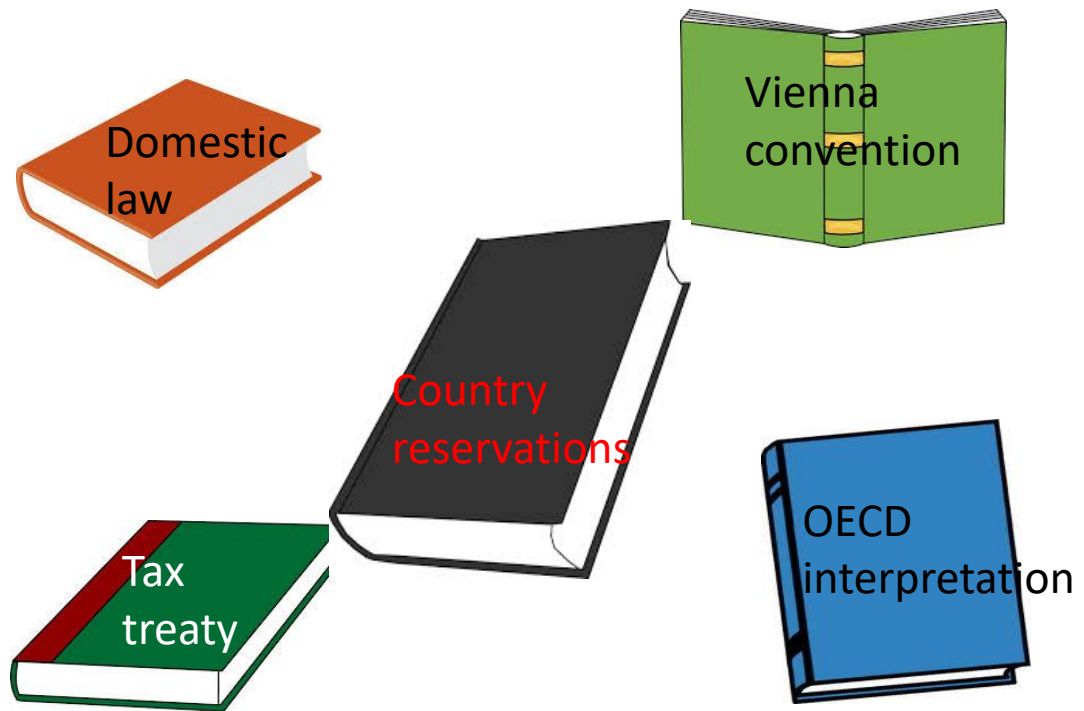 Domestic
law
Vienna
convention
Country
reservations
Tax
treaty
OECD
interpretation